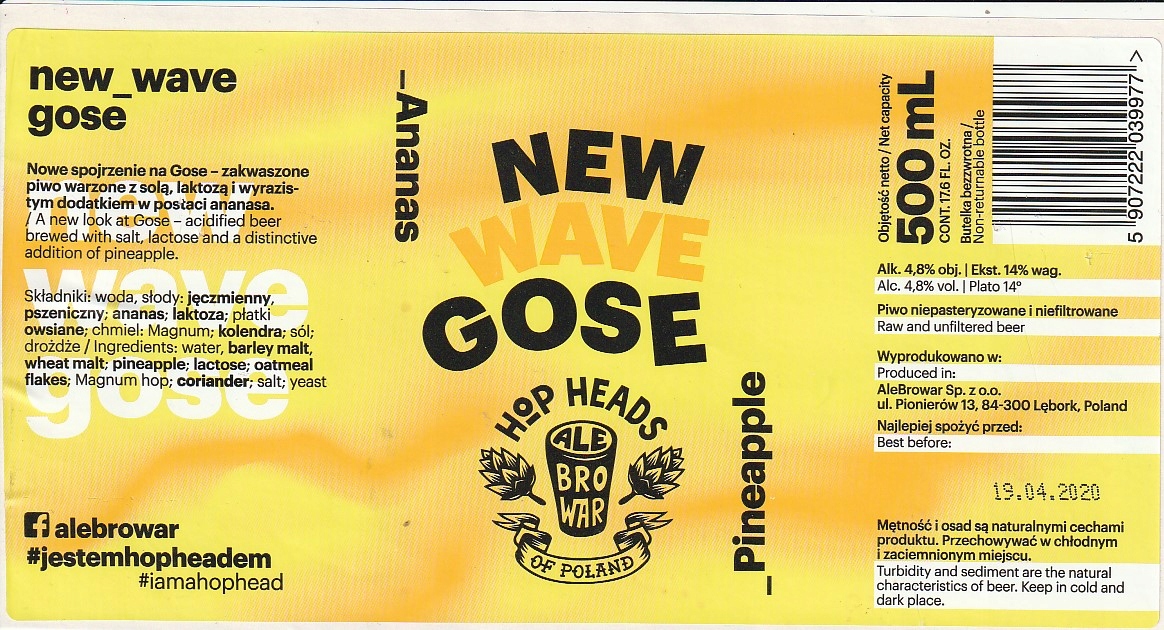 new_wave
gose
Nowe spojrzenie na Gose – zakwaszone
piwo warzone z solą, laktozą i wyrazis-
tym dodatkiem w postaci ananasa.
/ A new look at Gose – acidified beer
brewed with salt, lactose and a distinctive
addition of pineapple.
new
wave
gose
Składniki: woda, słody: jęczmienny,
pszeniczny; ananas; laktoza; płatki
owsiane; chmiel: Magnum; kolendra; sól;
drożdże / Ingredients: water, barley malt,
wheat malt; pineapple; lactose; oatmeal
flakes; Magnum hop; coriander; salt; yeast
f alebrowar
#jestemhopheadem
#iamahophead
_Ananas
NEW
WAVE
GOSE
HOP HEADS
ALE
BRO
WAR
OF POLAND
_Pineapple
Objętość netto / Net capacity
500 mL
CONT. 17.6 FL. OZ.
Butelka bezzwrotna /
Non-returnable bottle
5 907222 039977 >
Alk. 4,8% obj. | Ekst. 14% wag.
Alc. 4,8% vol. | Plato 14°
Piwo niepasteryzowane i niefiltrowane
Raw and unfiltered beer
Wyprodukowano w:
Produced in:
AleBrowar Sp. z o.o.
ul. Pionierów 13, 84-300 Lębork, Poland
Najlepiej spożyć przed:
Best before:
19.04.2020
Mętność i osad są naturalnymi cechami
produktu. Przechowywać w chłodnym
i zaciemnionym miejscu.
Turbidity and sediment are the natural
characteristics of beer. Keep in cold and
dark place.